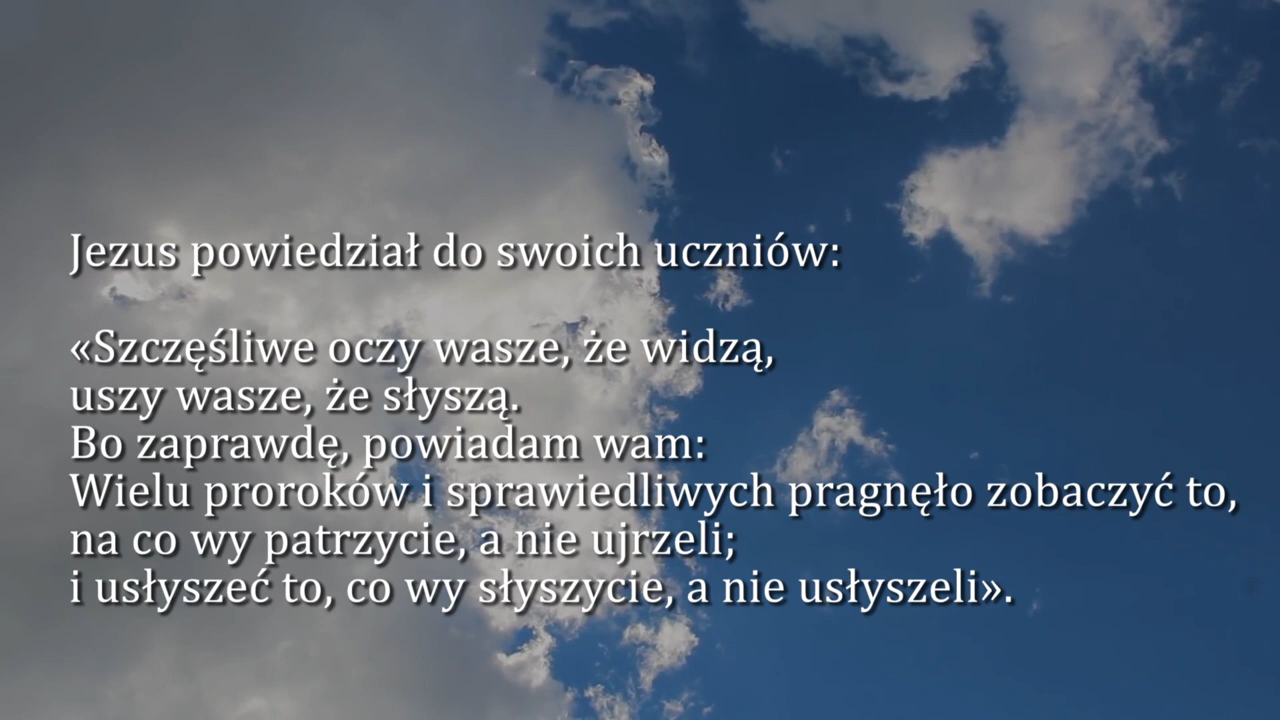 Jezus powiedział do swoich uczniów:
«Szczęśliwe oczy wasze, że widzą,
uszy wasze, że słyszą.
Bo zaprawdę, powiadam wam:
Wielu proroków i sprawiedliwych pragnęło zobaczyć to,
na co wy patrzycie, a nie ujrzeli;
i usłyszeć to, co wy słyszycie, a nie usłyszeli».